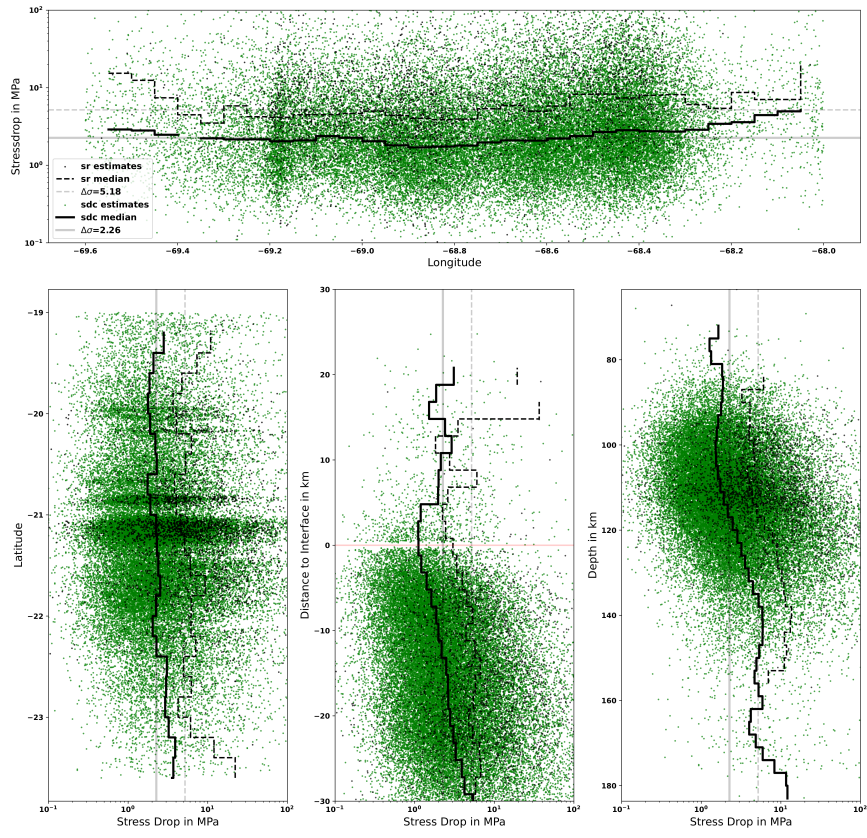 10²
10¹
10⁰
10⁻¹
Stressdrop in MPa
sr estimates
sr median
Δσ=5.18
sdc estimates
sdc median
Δσ=2.26
−69.6 −69.4 −69.2 −69.0 −68.8 −68.6 −68.4 −68.2 −68.0
Longitude
−19
−20
−21
−22
−23
Latitude
10⁻¹ 10⁰ 10¹ 10²
Stress Drop in MPa
30
20
10
0
−10
−20
−30
Distance to Interface in km
10⁻¹ 10⁰ 10¹ 10²
Stress Drop in MPa
80
100
120
140
160
180
Depth in km
10⁻¹ 10⁰ 10¹ 10²
Stress Drop in MPa